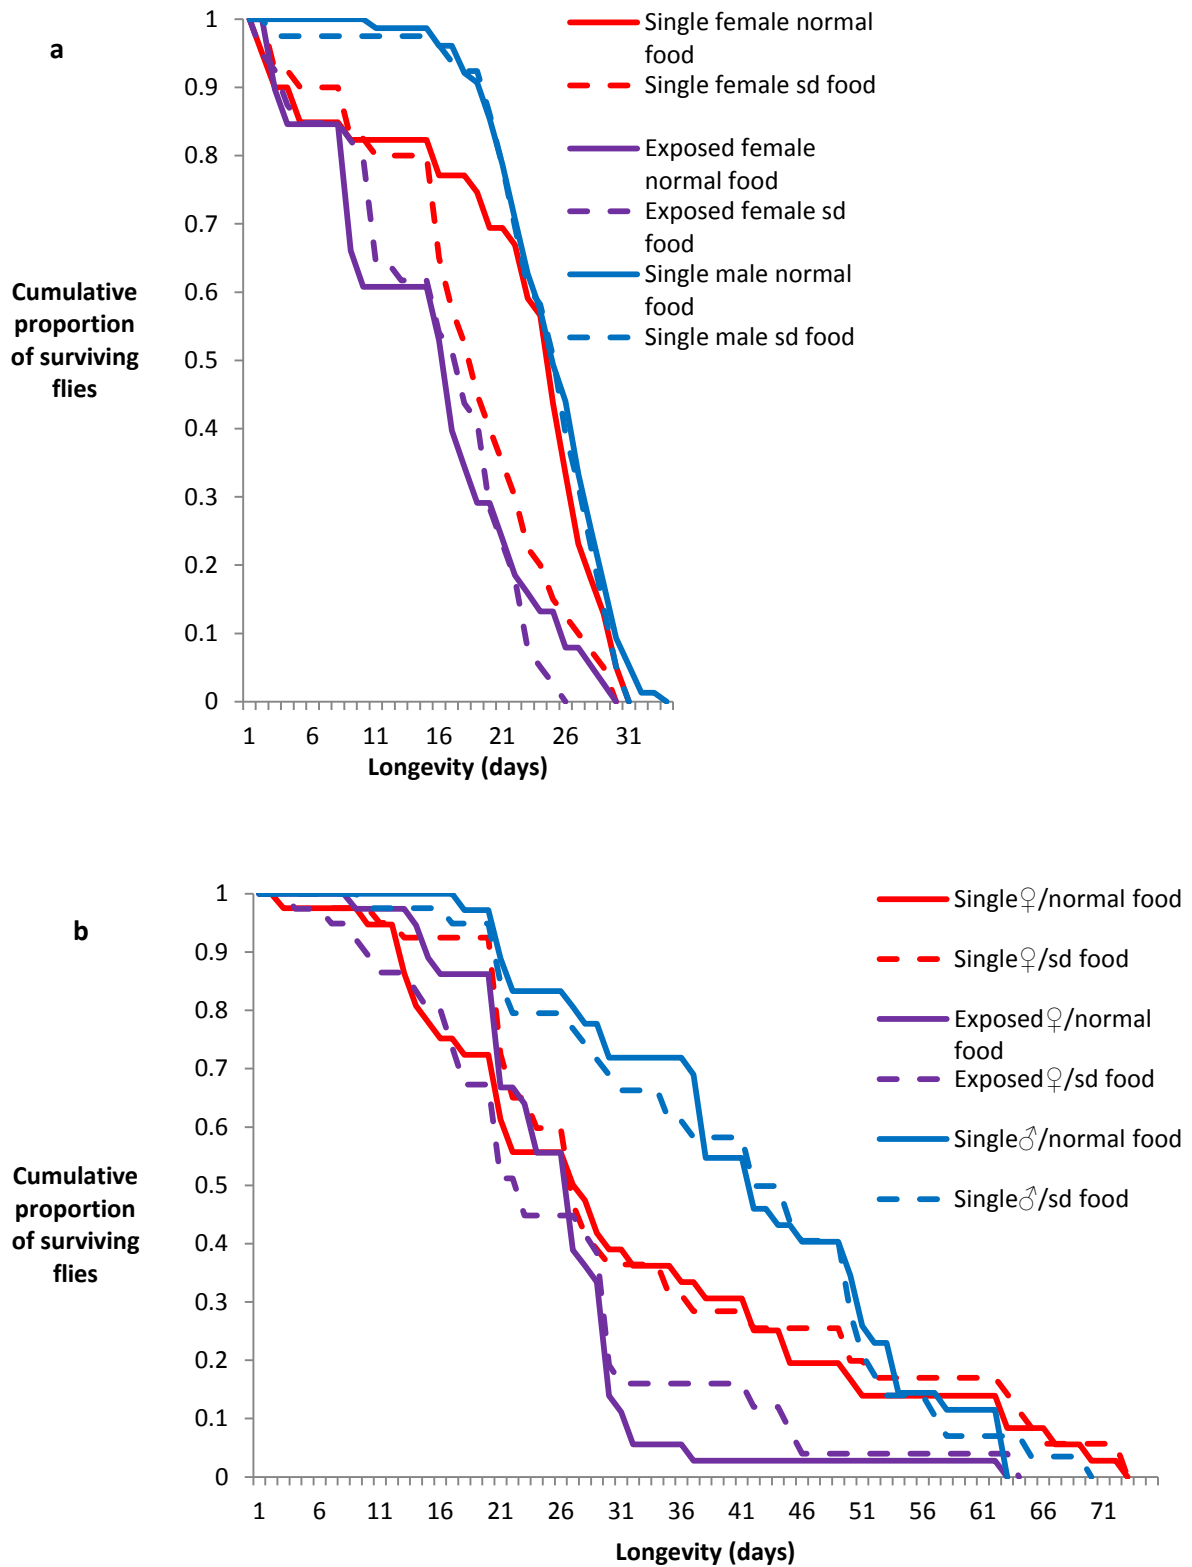 a
Cumulative
proportion
of surviving
flies
1
0.9
0.8
0.7
0.6
0.5
0.4
0.3
0.2
0.1
0
1 6 11 16 21 26 31
Longevity (days)
Single female normal
food
Single female sd food
Exposed female
normal food
Exposed female sd
food
Single male normal
food
Single male sd food
b
Cumulative
proportion
of surviving
flies
1
0.9
0.8
0.7
0.6
0.5
0.4
0.3
0.2
0.1
0
1 6 11 16 21 26 31 36 41 46 51 56 61 66 71
Longevity (days)
Single♀/normal food
Single♀/sd food
Exposed♀/normal
food
Exposed♀/sd food
Single♂/normal food
Single♂/sd food